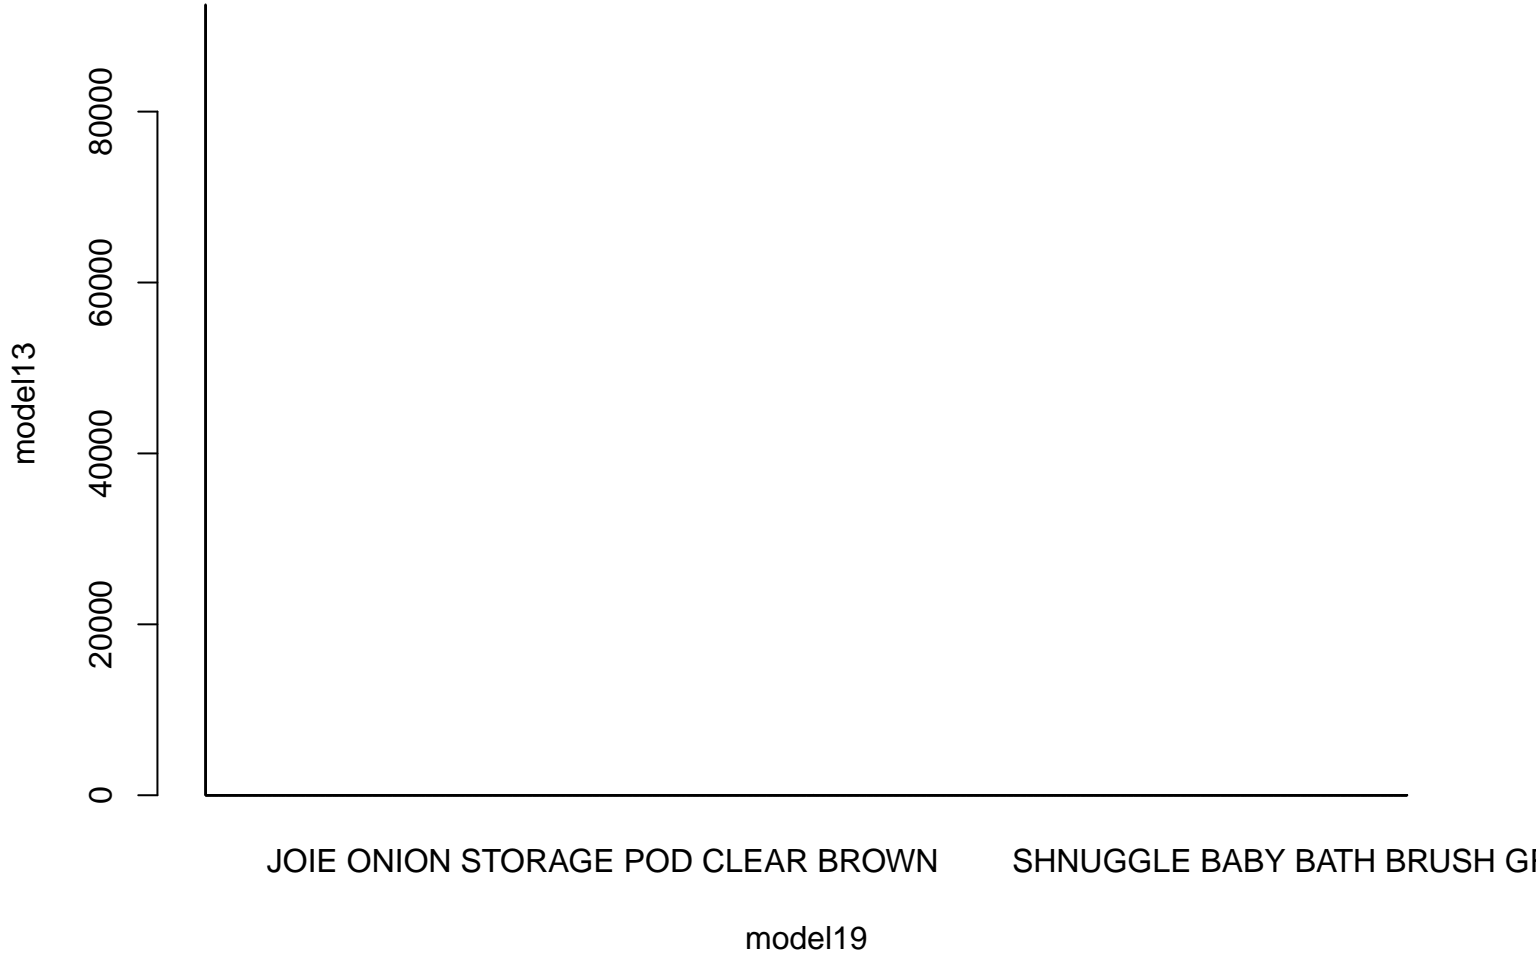 80000
60000
40000
20000
0
model13
JOIE ONION STORAGE POD CLEAR BROWN
SHNUGGLE BABY BATH BRUSH
model19